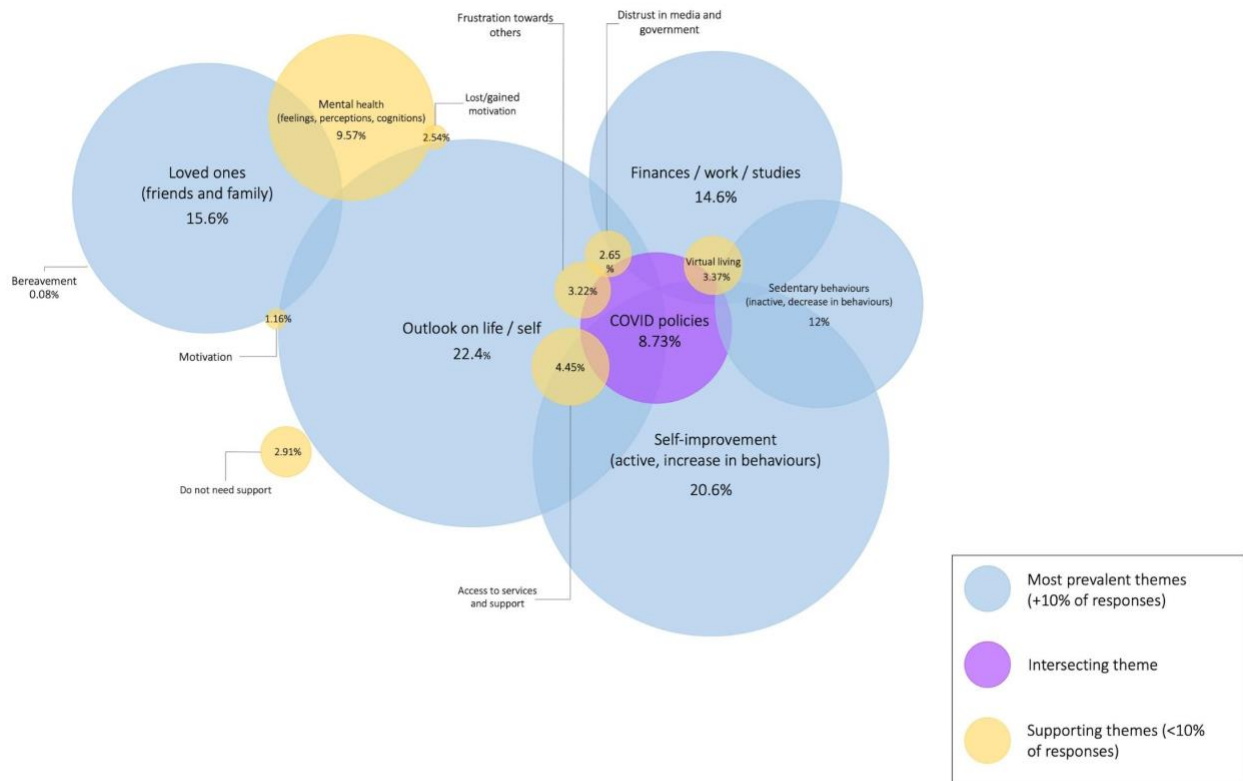 Frustration towards
others
Distrust in media and
government
Mental health
(feelings, perceptions, cognitions)
9.57%
Lost/gained
motivation
2.54%
Loved ones
(friends and family)
15.6%
Finances / work / studies
14.6%
Bereavement
0.08%
1.16%
Motivation
Outlook on life / self
22.4%
2.65
%
3.22%
Virtual living
3.37%
COVID policies
8.73%
Sedentary behaviours
(inactive, decrease in behaviours)
12%
4.45%
2.91%
Do not need support
Self-improvement
(active, increase in behaviours)
20.6%
Access to services
and support
Most prevalent themes
(+10% of responses)
Intersecting theme
Supporting themes (<10%
of responses)